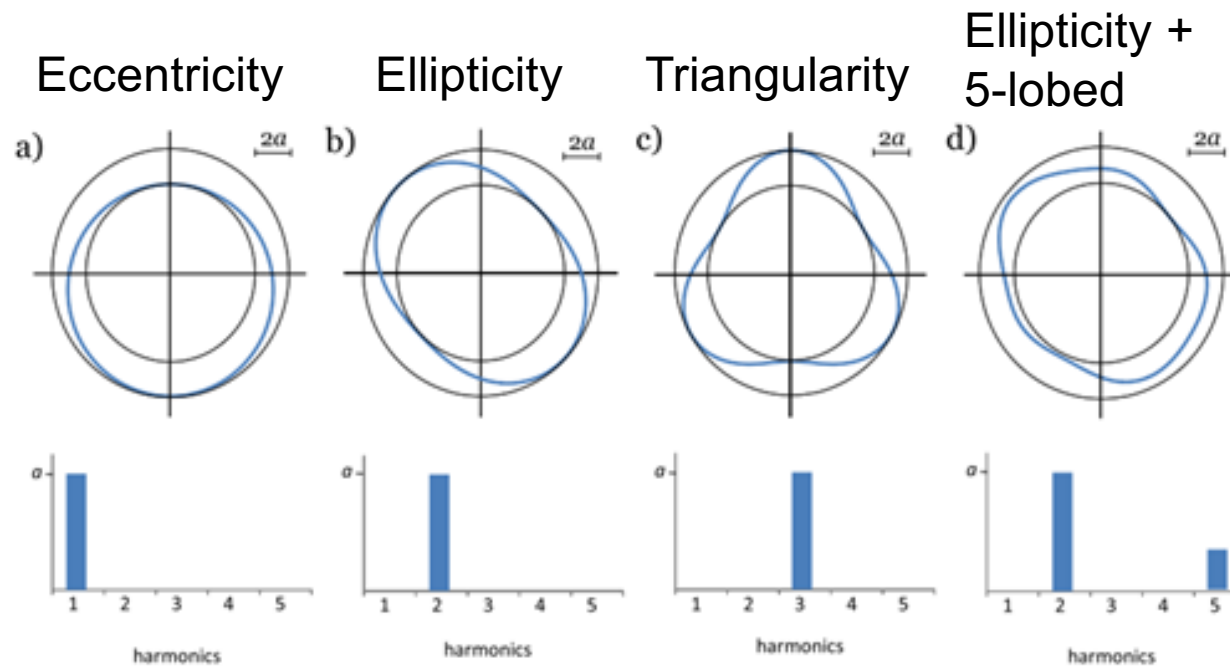 Eccentricity
Ellipticity
Triangularity
Ellipticity +
5-lobed
a)
2a
b)
2a
c)
2a
d)
2a
a
1 2 3 4 5
harmonics
a
1 2 3 4 5
harmonics
a
1 2 3 4 5
harmonics
a
1 2 3 4 5
harmonics